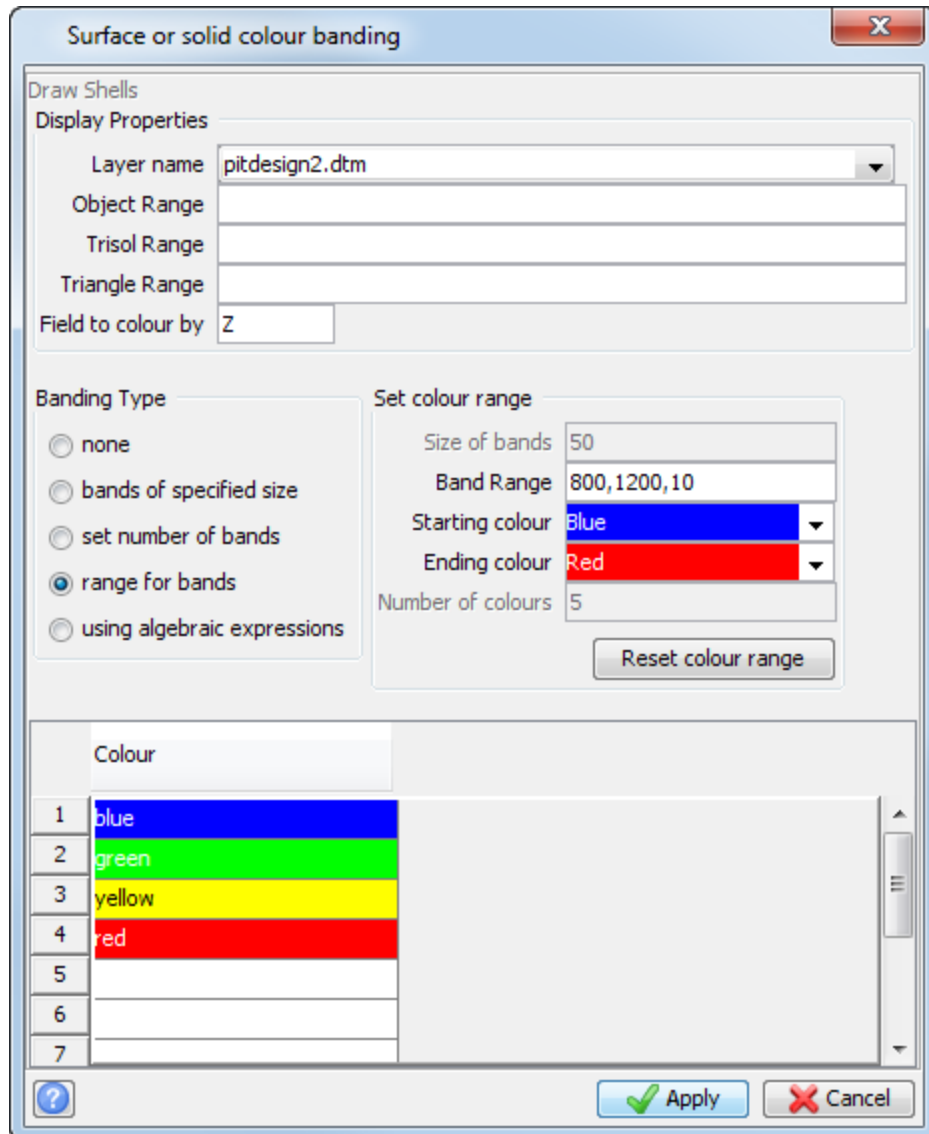 Surface or solid colour banding
Draw Shells
Display Properties
Layer name pitdesign2.dtm
Object Range
Trisol Range
Triangle Range
Field to colour by Z
Banding Type
none
bands of specified size
set number of bands
range for bands
using algebraic expressions
Set colour range
Size of bands 50
Band Range 800,1200,10
Starting colour Blue
Ending colour Red
Number of colours 5
Reset colour range
Colour
1 blue
2 green
3 yellow
4 red
5
6
7
? Apply Cancel